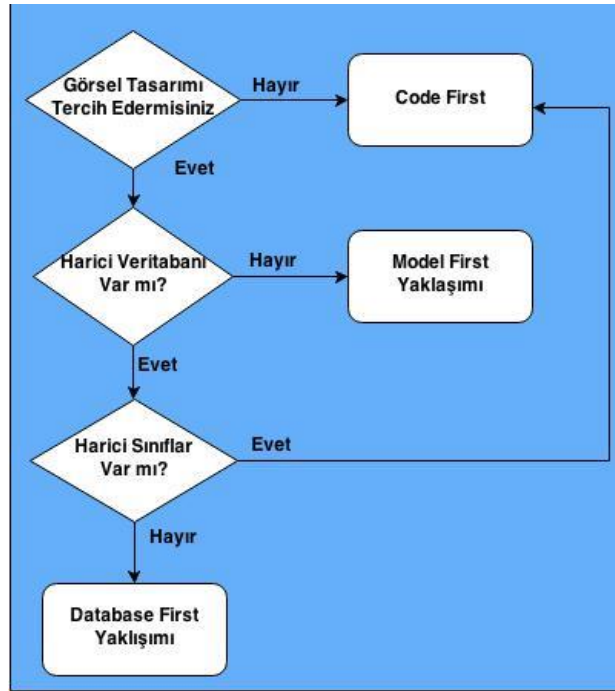 Görsel Tasarımı
Tercih Edermisiniz
Hayır
Code First
Evet
Harici Veritabanı
Var mı?
Hayır
Model First
Yaklaşımı
Evet
Harici Sınıflar
Var mı?
Evet
Hayır
Database First
Yaklışımı